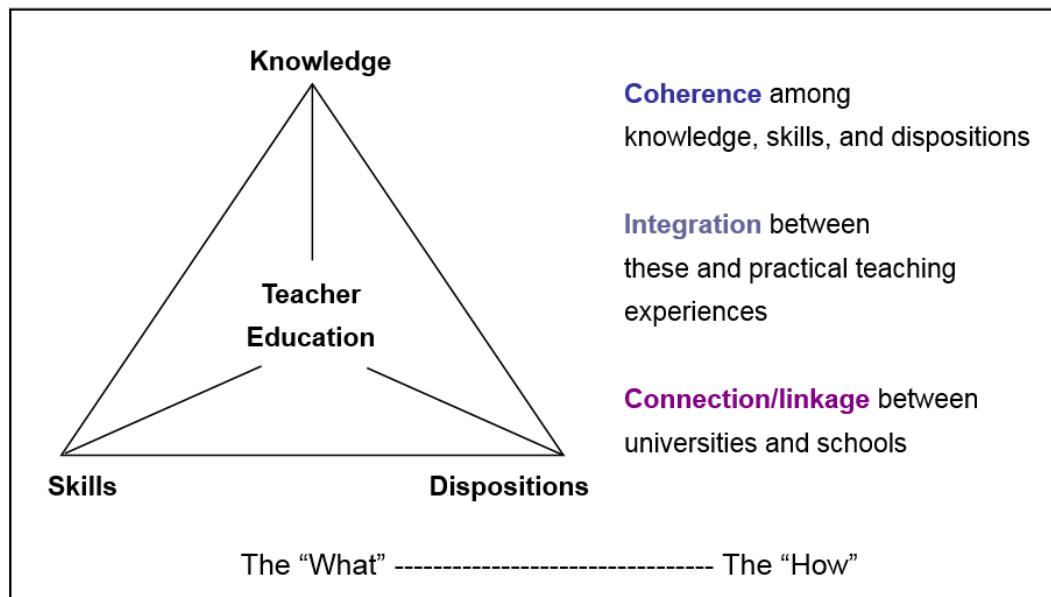 Knowledge
Coherence among
knowledge, skills, and dispositions
Integration between
these and practical teaching
experiences
Teacher
Education
Connection/linkage between
universities and schools
Skills
Dispositions
The “What” --------------------------------- The “How”